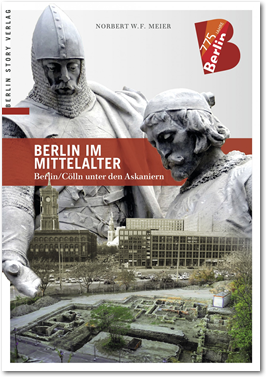 BERLIN STORY VERLAG
NORBERT W. F. MEIER
775 JAHRE
Berlin
BERLIN IM
MITTELALTER
Berlin/Cölln unter den Askaniern